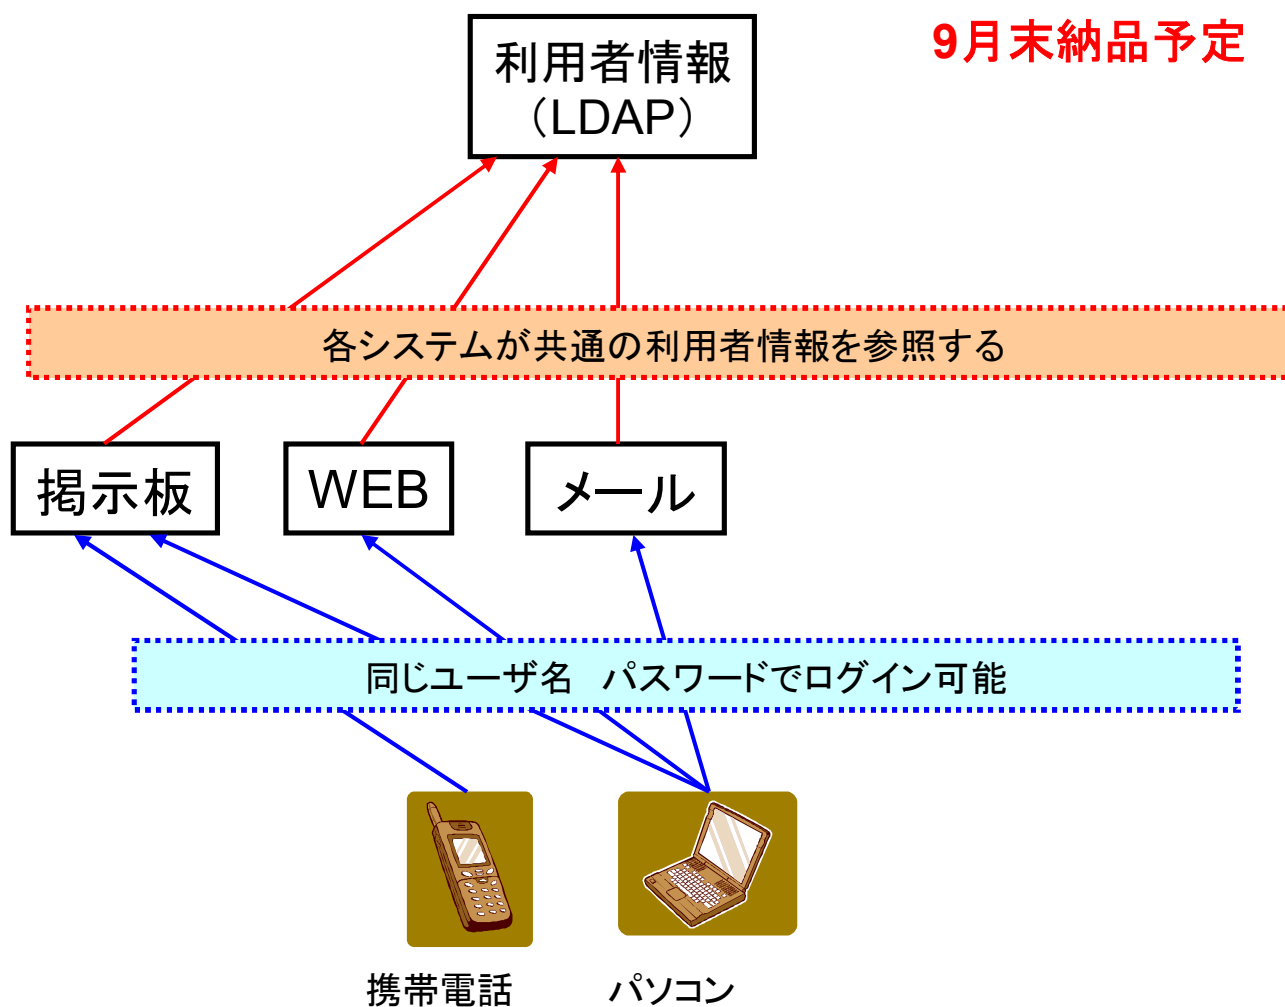 9月末納品予定
利用者情報
（LDAP）
各システムが共通の利用者情報を参照する
掲示板
WEB
メール
同じユーザ名　パスワードでログイン可能
携帯電話
パソコン